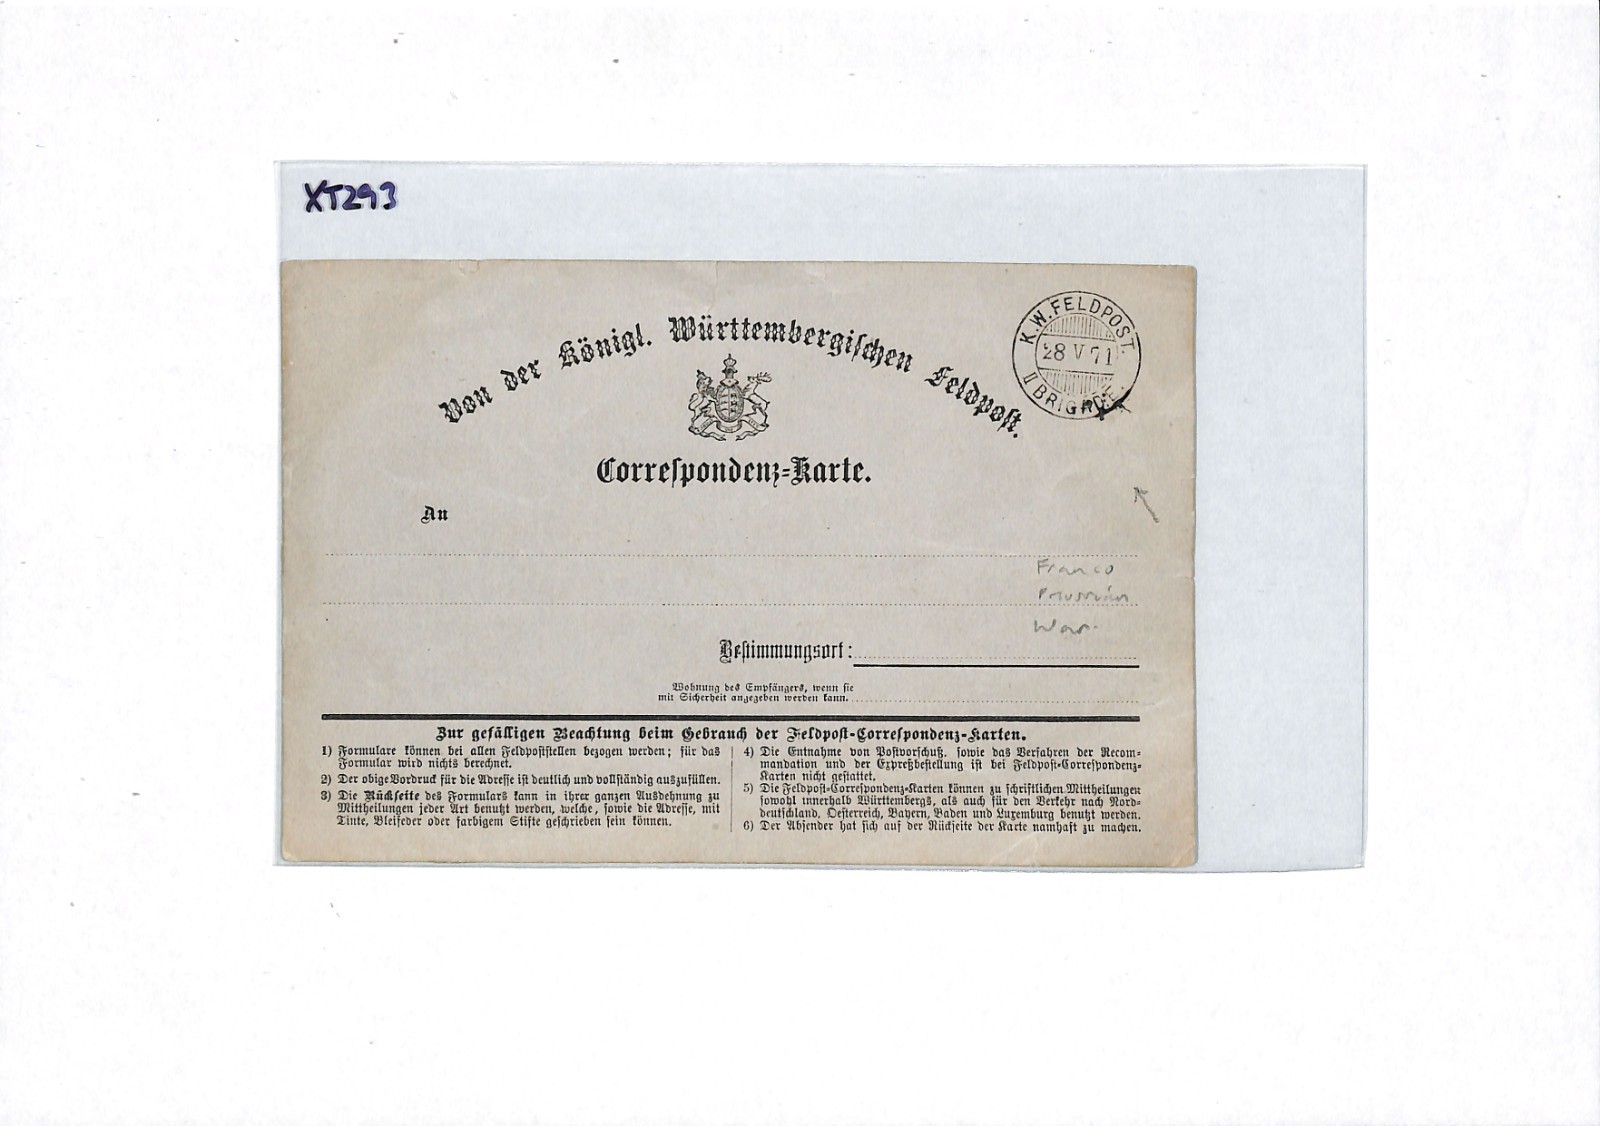 XT293
Von der Königl. Württembergischen Feldpost.
K.W. FELDPOST.
28 V 71
II BRIGADE.
Correspondenz-Karte.
An
Franco
Prussian
War.
Bestimmungsort:
Wohnung des Empfängers, wenn sie
mit Sicherheit angegeben werden kann.
Zur gefälligen Beachtung beim Gebrauch der Feldpost-Correspondenz-Karten.
1) Formulare können bei allen Feldpoststellen bezogen werden; für das
Formular wird nichts berechnet.
2) Der obige Vordruck für die Adresse ist deutlich und vollständig auszufüllen.
3) Die Rückseite des Formulars kann in ihrer ganzen Ausdehnung zu
Mittheilungen jeder Art benutzt werden, welche, sowie die Adresse, mit
Tinte, Bleifeder oder farbigem Stifte geschrieben sein können.
4) Die Entnahme von Postvorschuß, sowie das Verfahren der Recom-
mandation und der Expreßbestellung ist bei Feldpost-Correspondenz-
Karten nicht gestattet.
5) Die Feldpost-Correspondenz-Karten können zu schriftlichen Mittheilungen
sowohl innerhalb Württembergs, als auch für den Verkehr nach Nord-
deutschland, Oesterreich, Bayern, Baden und Luxemburg benutzt werden.
6) Der Absender hat sich auf der Rückseite der Karte namhaft zu machen.